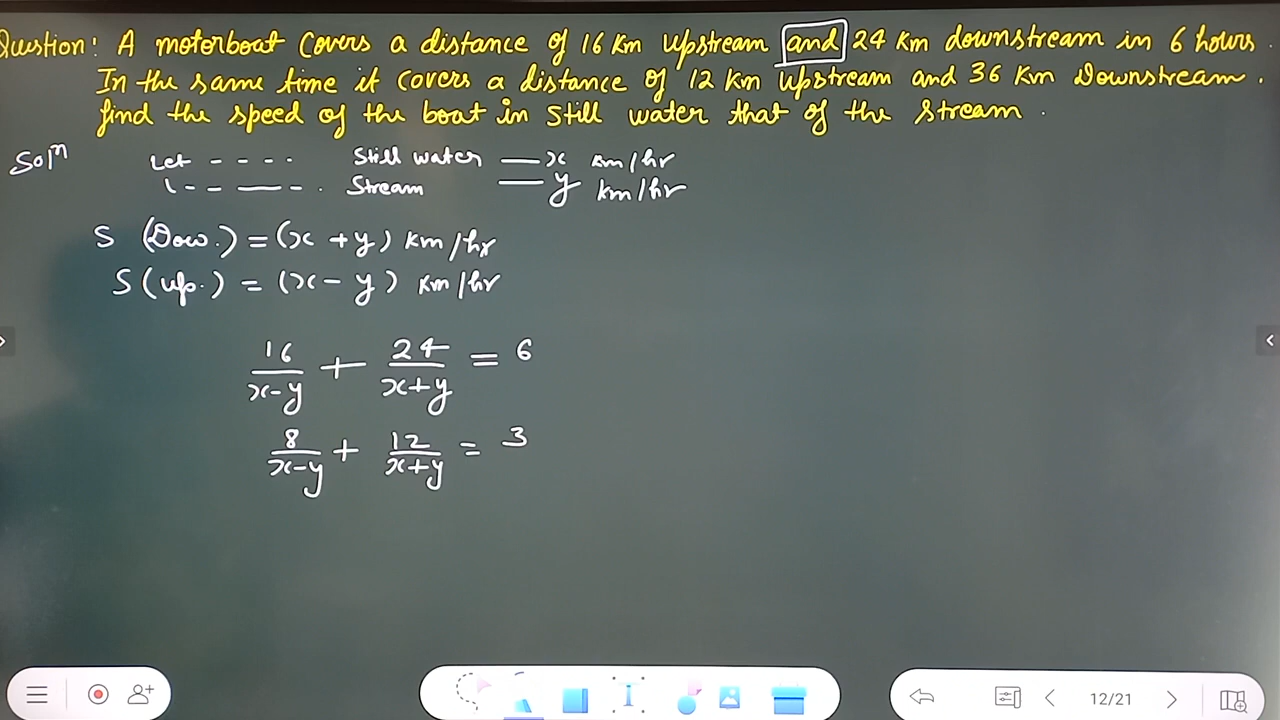 Question: A motorboat Covers a distance of 16 Km Upstream and 24 Km downstream in 6 hours.
In the same time it covers a distance of 12 Km Upstream and 36 Km Downstream.
find the speed of the boat in still water that of the Stream.
Solⁿ
Let - - - - . Still water — x km/hr
l - - — - . Stream — y km/hr
S (Dow.) = (x + y) Km/hr
S (up.) = (x - y) Km/hr
16/(x-y) + 24/(x+y) = 6
8/(x-y) + 12/(x+y) = 3
12/21